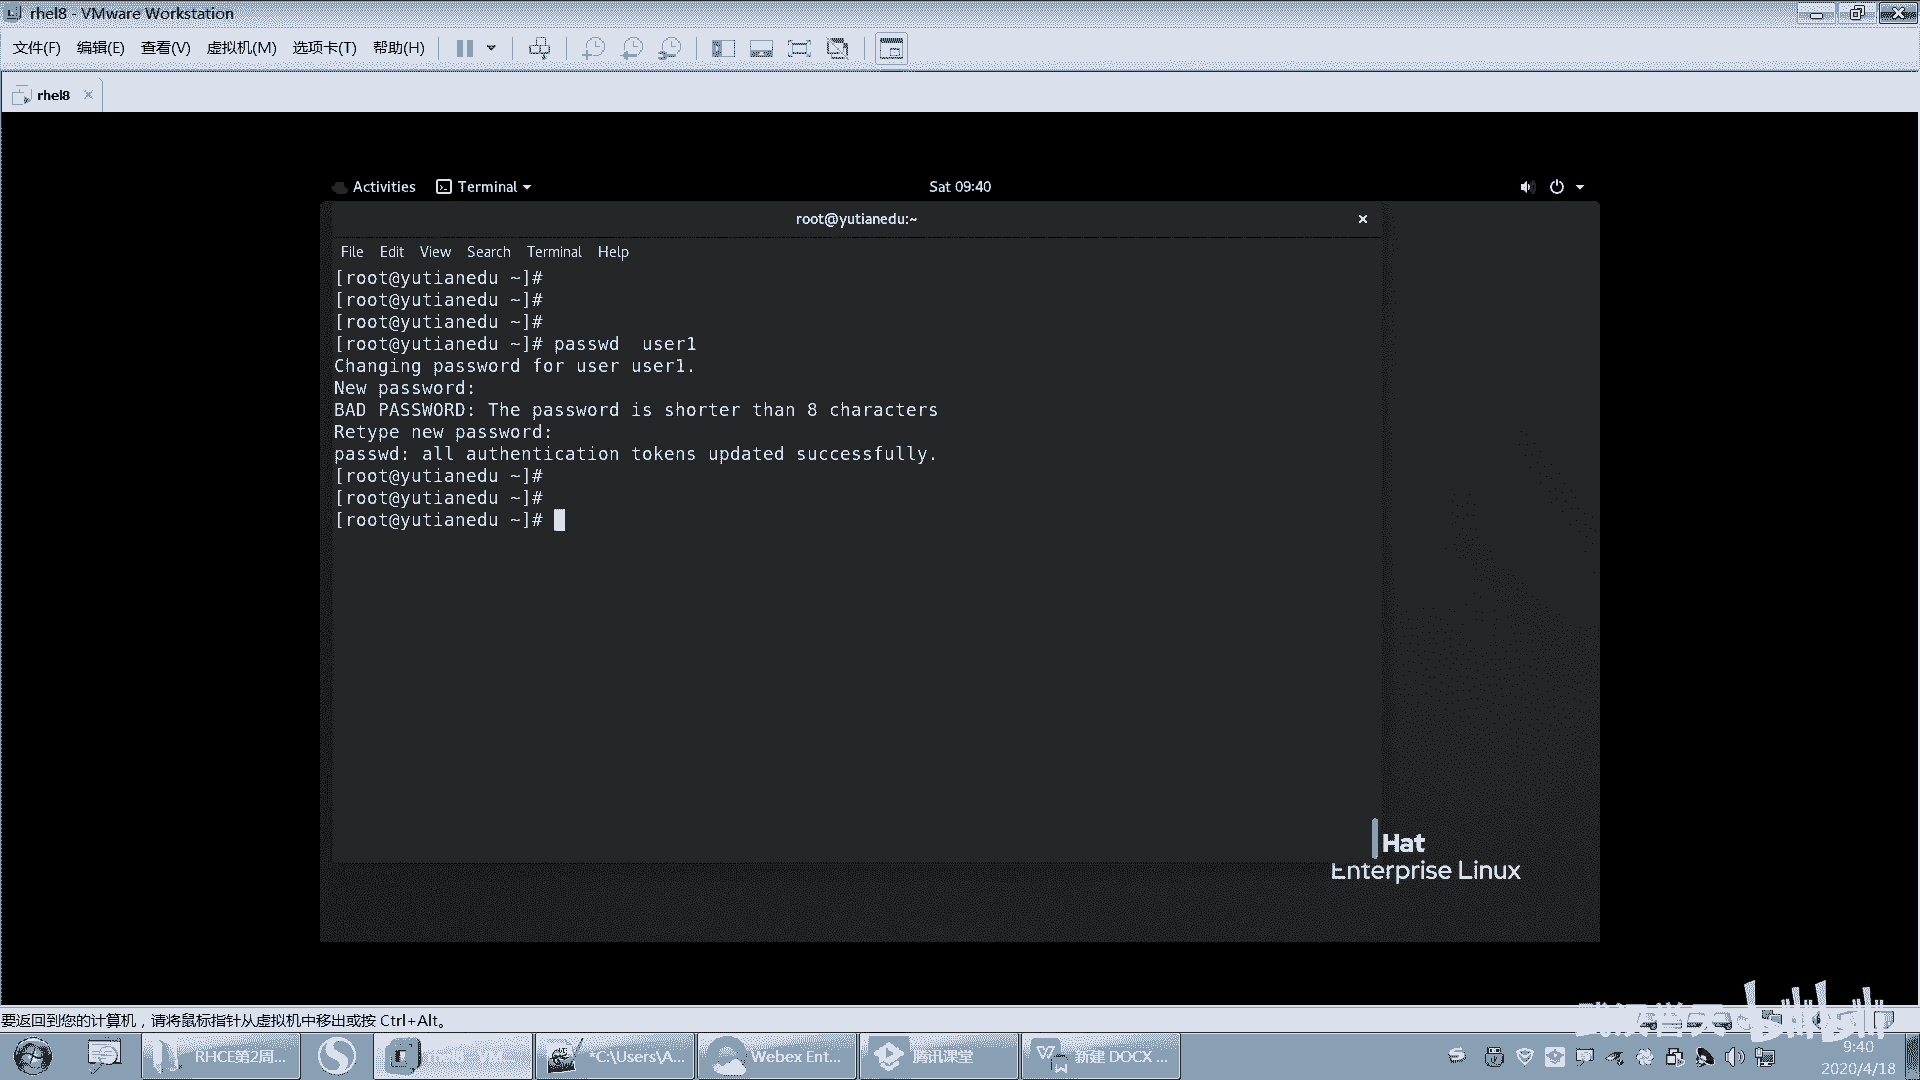 rhel8 - VMware Workstation
文件(F) 编辑(E) 查看(V) 虚拟机(M) 选项卡(T) 帮助(H)
rhel8
Activities Terminal Sat 09:40
root@yutianedu:~
File Edit View Search Terminal Help
[root@yutianedu ~]#
[root@yutianedu ~]#
[root@yutianedu ~]#
[root@yutianedu ~]# passwd  user1
Changing password for user user1.
New password:
BAD PASSWORD: The password is shorter than 8 characters
Retype new password:
passwd: all authentication tokens updated successfully.
[root@yutianedu ~]#
[root@yutianedu ~]#
[root@yutianedu ~]#
Hat
Enterprise Linux
要返回到您的计算机，请将鼠标指针从虚拟机中移出或按 Ctrl+Alt。
bilibili
RHCE第2周... rhel8 - VM... *C:\Users\A... Webex Ent... 腾讯课堂 新建 DOCX ...
9:40
2020/4/18